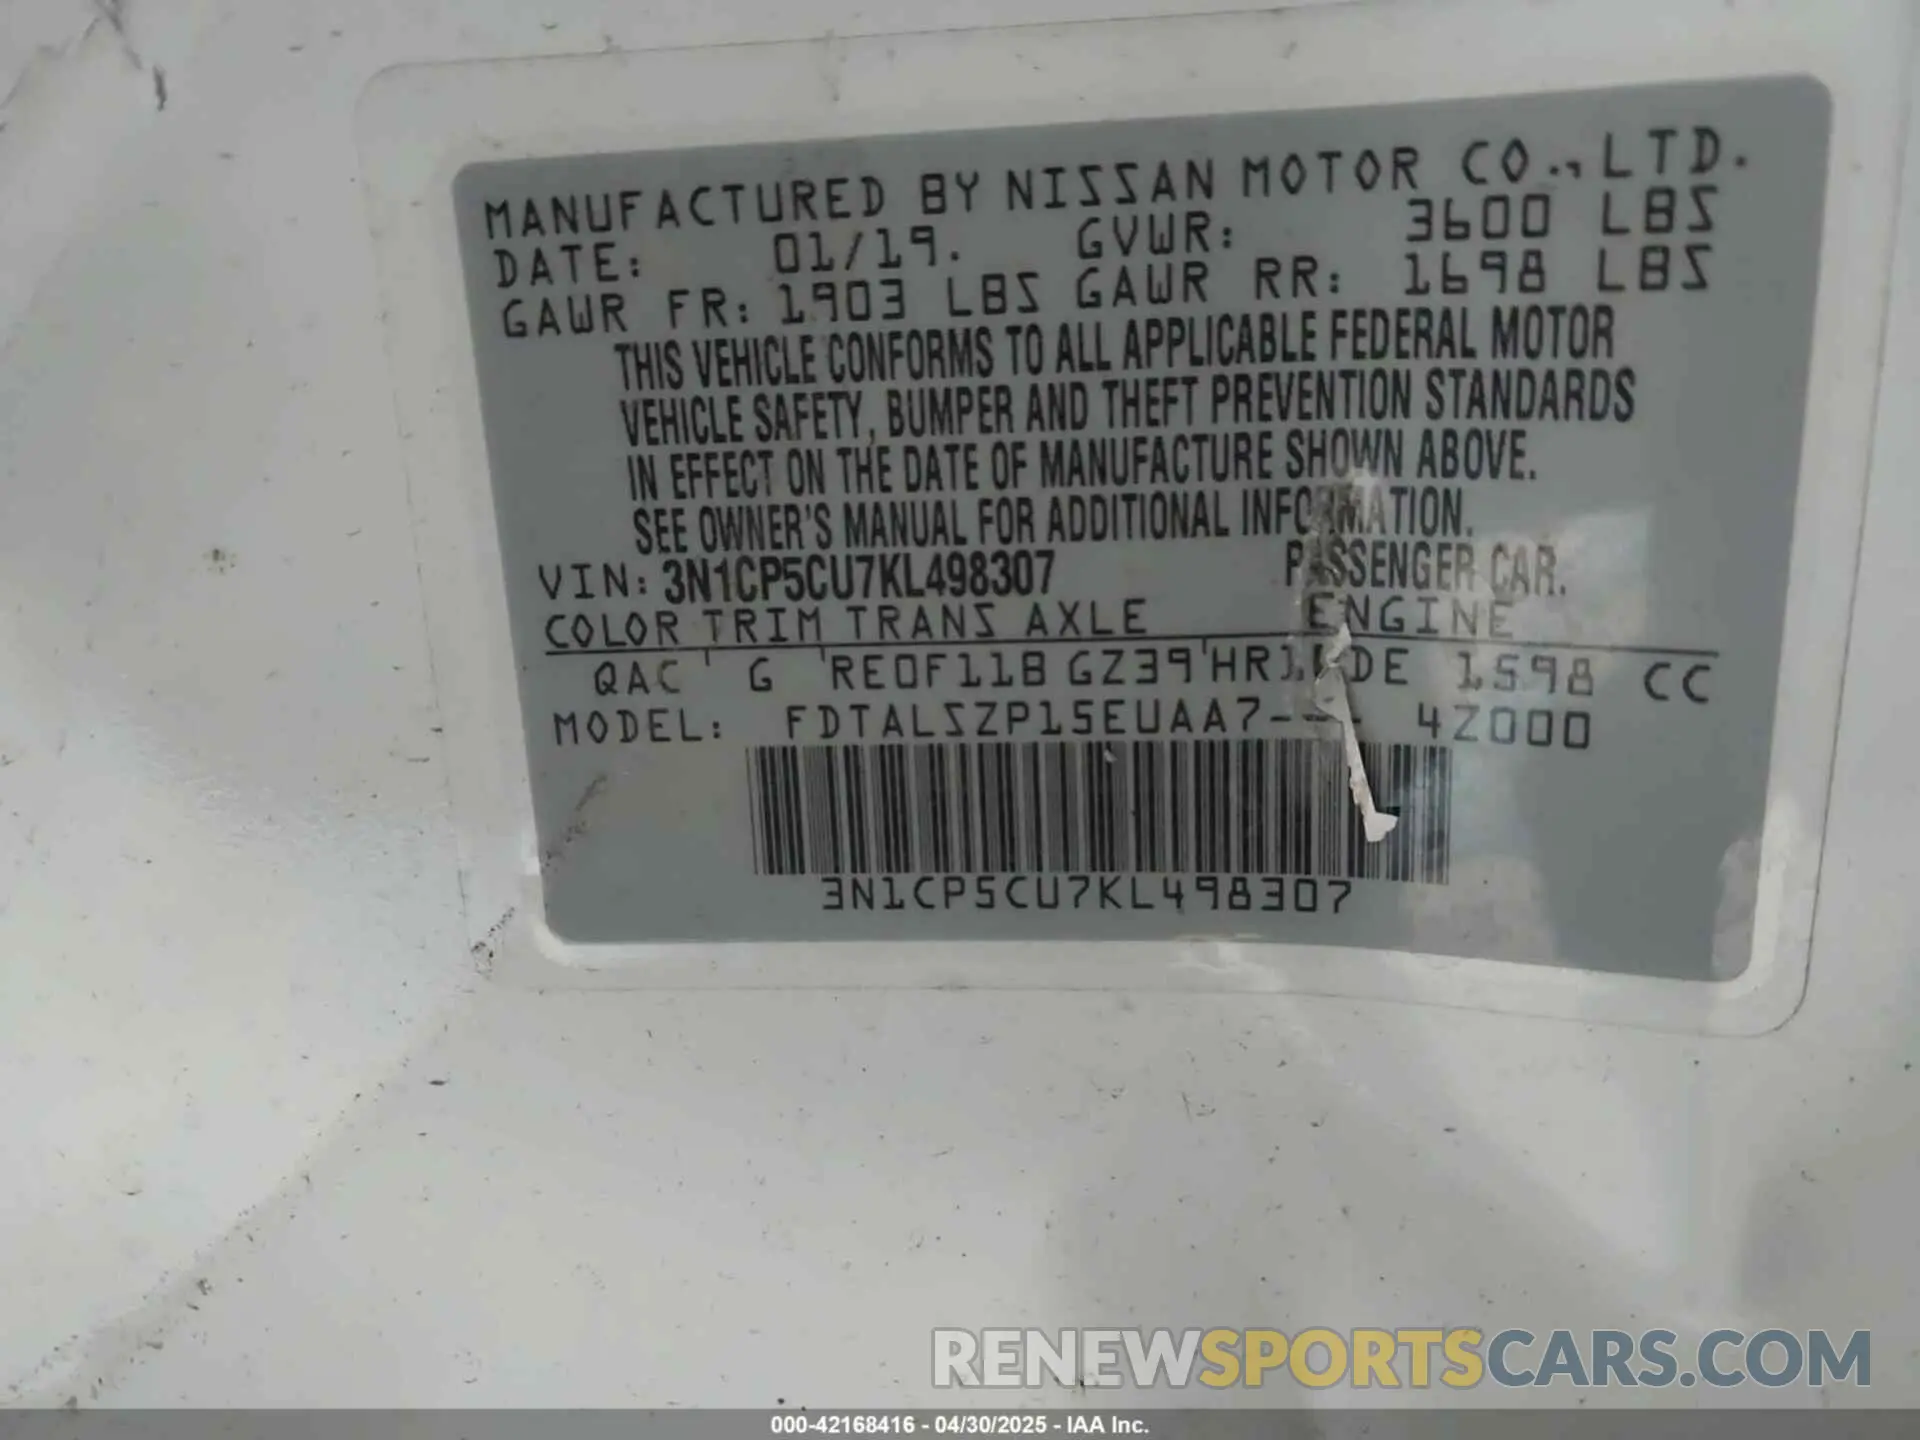 MANUFACTURED BY NISSAN MOTOR CO., LTD.
DATE: 01/19. GVWR: 3600 LBS
GAWR FR: 1903 LBS GAWR RR: 1698 LBS
THIS VEHICLE CONFORMS TO ALL APPLICABLE FEDERAL MOTOR
VEHICLE SAFETY, BUMPER AND THEFT PREVENTION STANDARDS
IN EFFECT ON THE DATE OF MANUFACTURE SHOWN ABOVE.
SEE OWNER'S MANUAL FOR ADDITIONAL INFORMATION.
VIN: 3N1CP5CU7KL498307 PASSENGER CAR.
COLOR TRIM TRANS AXLE ENGINE
QAC G RE0F11B GZ39 1598 CC
MODEL: FDTALSZP15EUAA7--- 4Z000
3N1CP5CU7KL498307
RENEWSPORTSCARS.COM
000-42168416 - 04/30/2025 - IAA Inc.